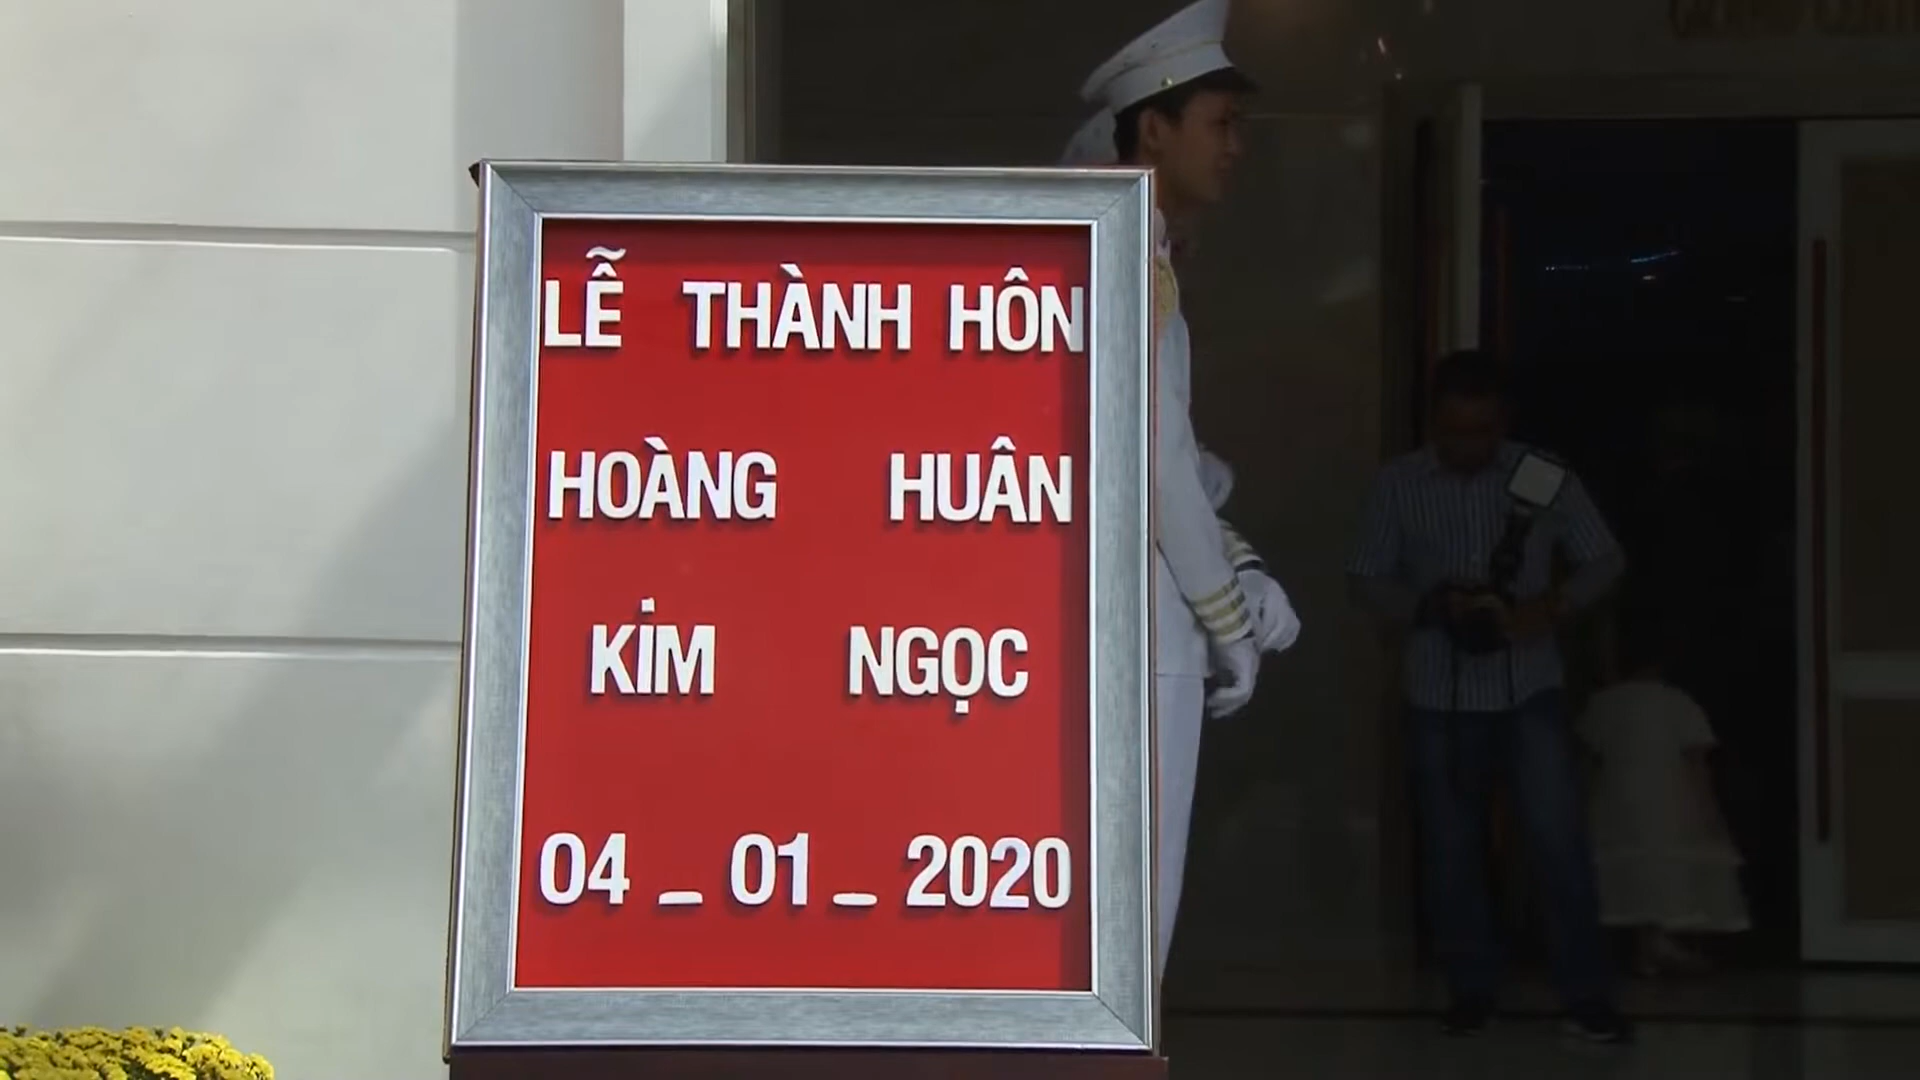 LỄ THÀNH HÔN
HOÀNG HUÂN
KIM NGỌC
04 _ 01 _ 2020